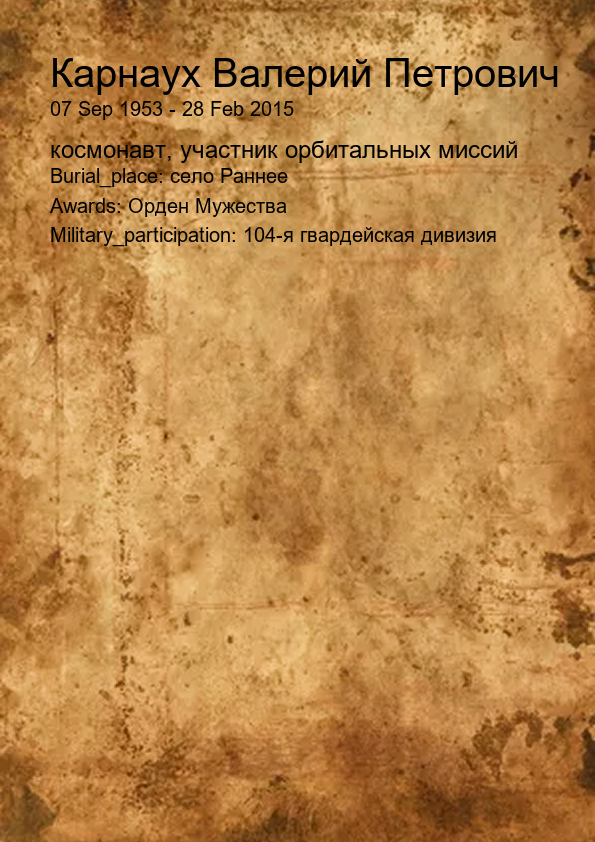 Карнаух Валерий Петрович
07 Sep 1953 - 28 Feb 2015
космонавт, участник орбитальных миссий
Burial_place: село Раннее
Awards: Орден Мужества
Military_participation: 104-я гвардейская дивизия